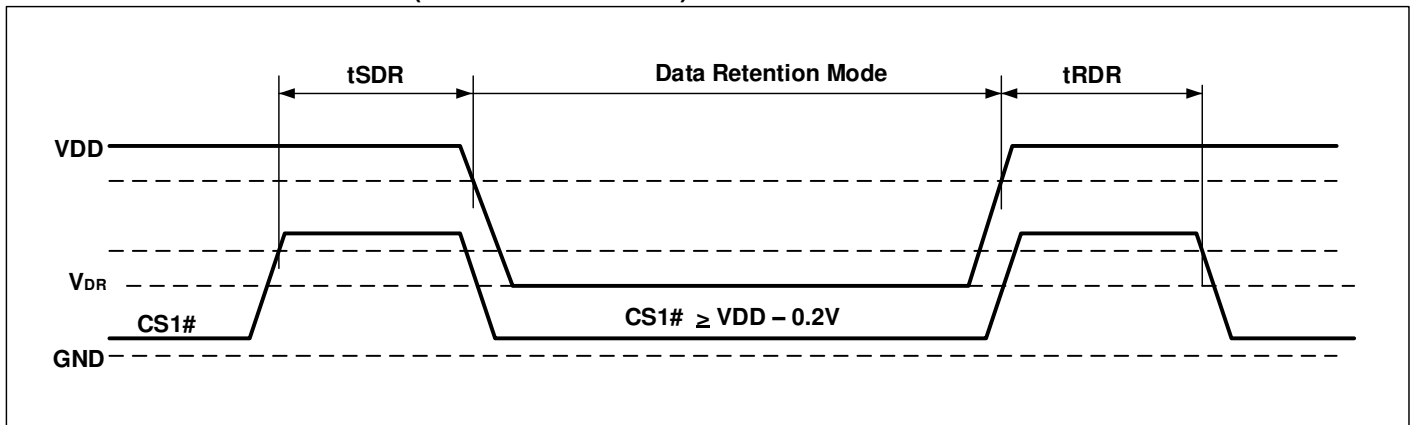 tSDR
Data Retention Mode
tRDR
VDD
VDR
CS1#
CS1# ≥ VDD – 0.2V
GND